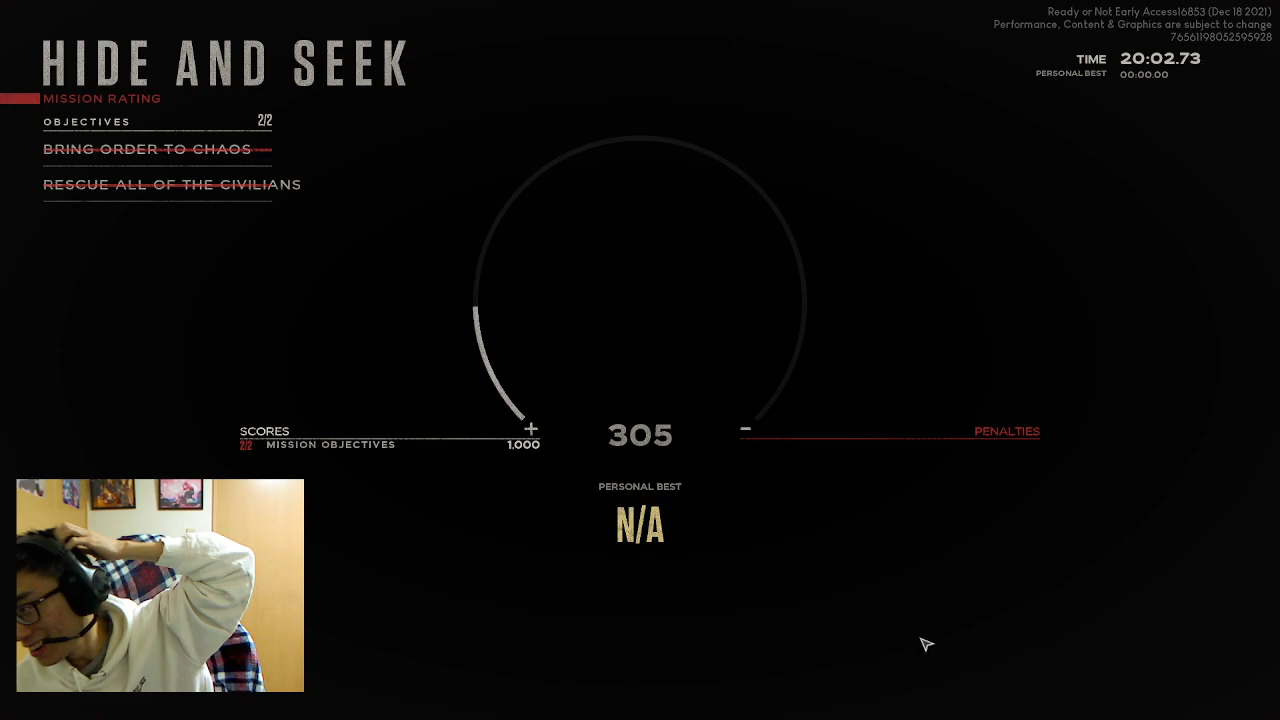 Ready or Not Early Access16853 (Dec 18 2021)
Performance, Content & Graphics are subject to change
76561198052595928
HIDE AND SEEK
TIME 20:02.73
PERSONAL BEST 00:00.00
MISSION RATING
OBJECTIVES 2/2
BRING ORDER TO CHAOS
RESCUE ALL OF THE CIVILIANS
SCORES + 305 - PENALTIES
2/2 MISSION OBJECTIVES 1.000
PERSONAL BEST
N/A